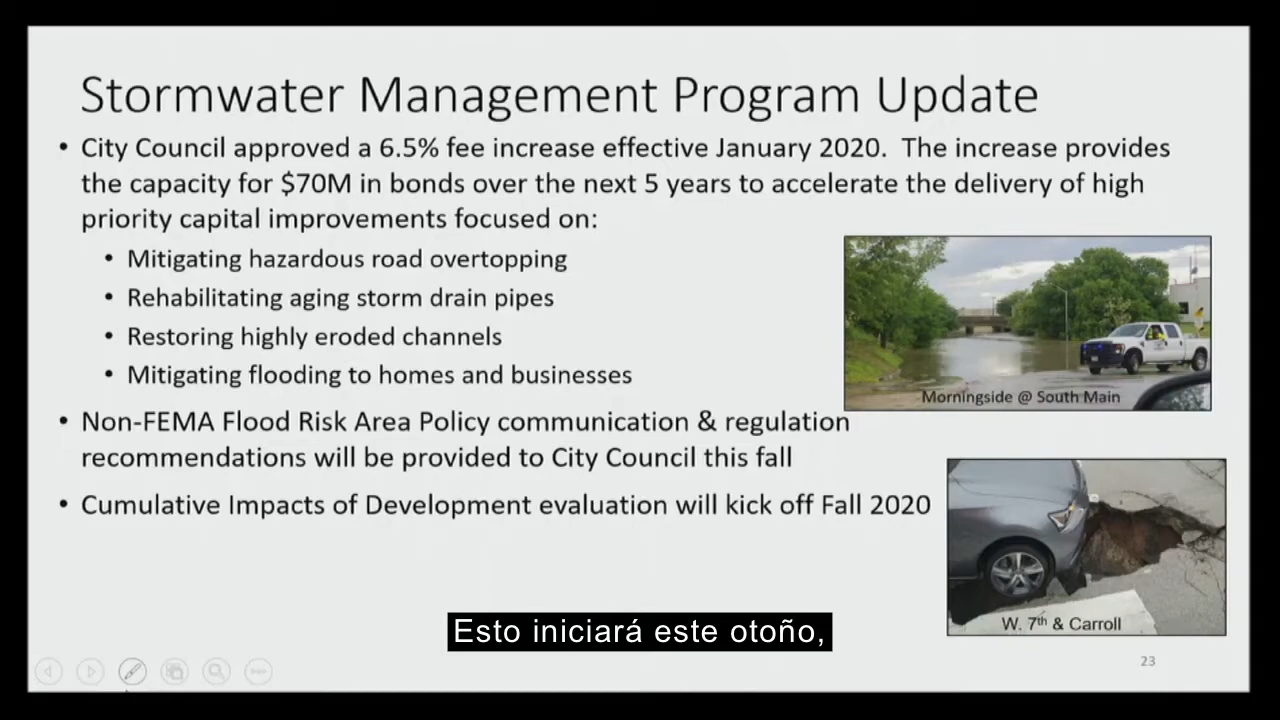 Stormwater Management Program Update
• City Council approved a 6.5% fee increase effective January 2020.  The increase provides
the capacity for $70M in bonds over the next 5 years to accelerate the delivery of high
priority capital improvements focused on:
• Mitigating hazardous road overtopping
• Rehabilitating aging storm drain pipes
• Restoring highly eroded channels
• Mitigating flooding to homes and businesses
Morningside @ South Main
• Non-FEMA Flood Risk Area Policy communication & regulation
recommendations will be provided to City Council this fall
• Cumulative Impacts of Development evaluation will kick off Fall 2020
W. 7th & Carroll
Esto iniciará este otoño,
23